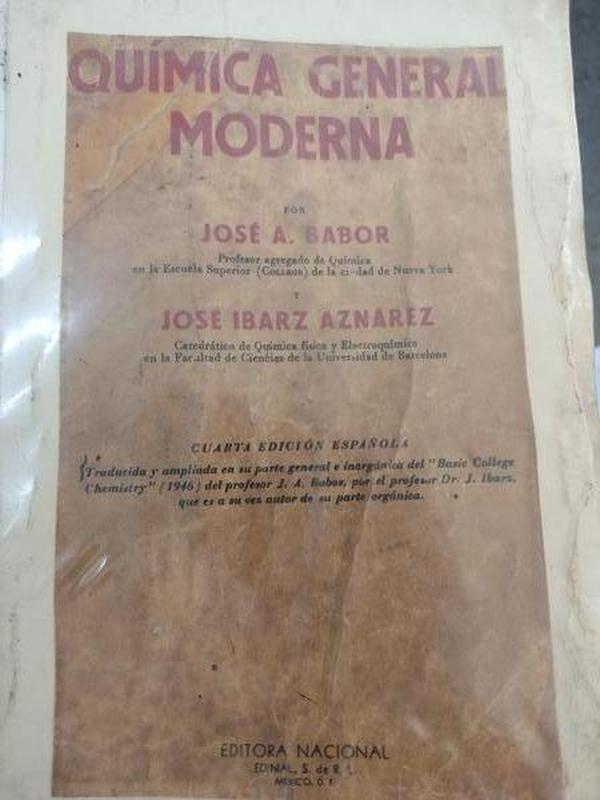 QUÍMICA GENERAL
MODERNA
POR
JOSÉ A. BABOR
Profesor agregado de Química
en la Escuela Superior (COLLEGE) de la ciudad de Nueva York
Y
JOSÉ IBARZ AZNÁREZ
Catedrático de Química física y Electroquímica
en la Facultad de Ciencias de la Universidad de Barcelona
CUARTA EDICIÓN ESPAÑOLA
Traducida y ampliada en su parte general e inorgánica del "Basic College
Chemistry" (1946) del profesor J. A. Babor, por el profesor Dr. J. Ibarz,
que es a su vez autor de su parte orgánica.
EDITORA NACIONAL
EDINAL, S. de R. L.
MÉXICO, D. F.